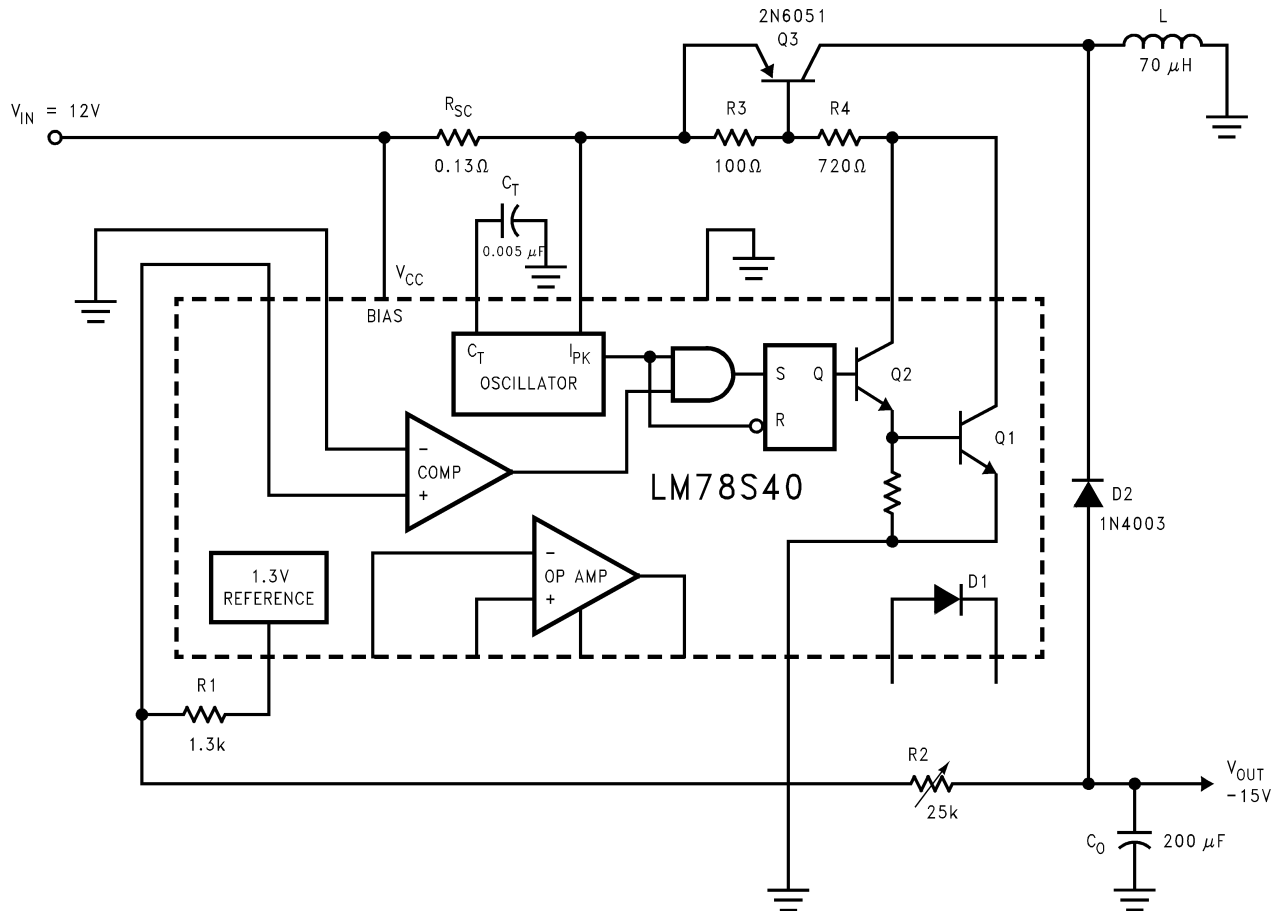 2N6051
Q3
L
70 μH
V_IN = 12V
R_SC
0.13Ω
R3
100Ω
R4
720Ω
C_T
0.005 μF
V_CC
BIAS
C_T
I_PK
OSCILLATOR
S
Q
R
Q2
Q1
-
COMP
+
LM78S40
D2
1N4003
1.3V
REFERENCE
-
OP AMP
+
D1
R1
1.3k
R2
25k
V_OUT
-15V
C_O
200 μF